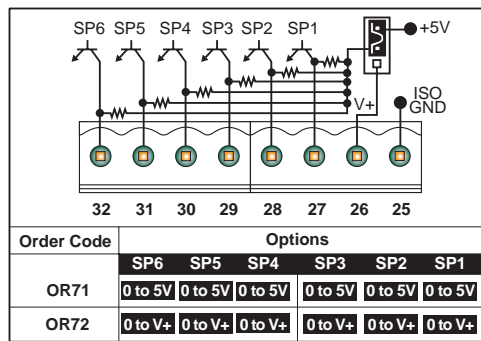 SP6 SP5 SP4 SP3 SP2 SP1
+5V
V+
ISO
GND
32 31 30 29 28 27 26 25
Order Code Options
SP6 SP5 SP4 SP3 SP2 SP1
OR71 0 to 5V 0 to 5V 0 to 5V 0 to 5V 0 to 5V 0 to 5V
OR72 0 to V+ 0 to V+ 0 to V+ 0 to V+ 0 to V+ 0 to V+